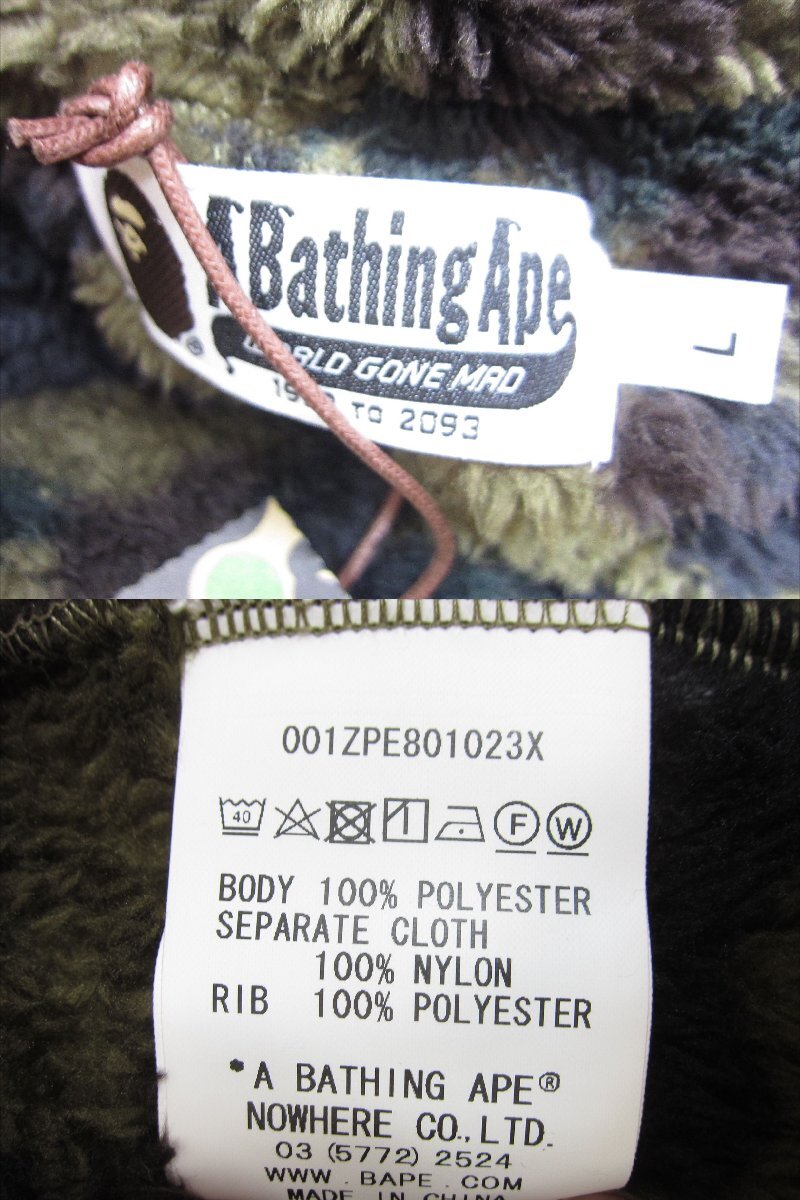 A Bathing Ape
WORLD GONE MAD
TO 2093
L
001ZPE801023X
40
F W
BODY 100% POLYESTER
SEPARATE CLOTH
100% NYLON
RIB 100% POLYESTER
*A BATHING APE®
NOWHERE CO.,LTD.
03 (5772) 2524
WWW.BAPE.COM
MADE IN CHINA